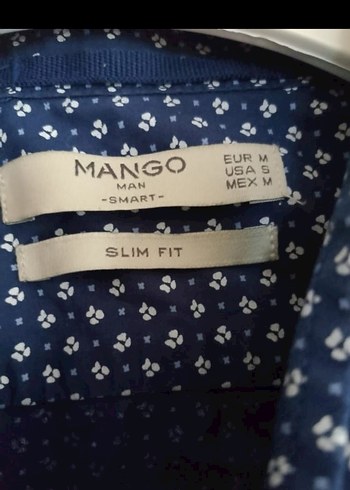 MANGO
MAN
-SMART-
EUR M
USA S
MEX M
SLIM FIT